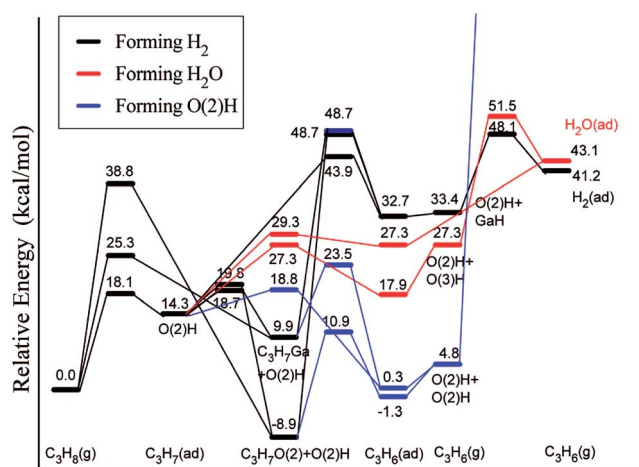 Forming H₂
Forming H₂O
Forming O(2)H
Relative Energy (kcal/mol)
48.7
48.7
43.9
51.5
48.1
H₂O(ad)
43.1
41.2
H₂(ad)
38.8
32.7
33.4
O(2)H+
GaH
29.3
27.3
27.3
27.3
25.3
23.5
O(2)H+
O(3)H
19.8
18.7
18.8
18.1
17.9
14.3
O(2)H
10.9
9.9
C₃H₇Ga
+O(2)H
4.8
O(2)H+
O(2)H
0.3
-1.3
0.0
-8.9
C₃H₈(g)
C₃H₇(ad)
C₃H₇O(2)+O(2)H
C₃H₆(ad)
C₃H₆(g)
C₃H₆(g)